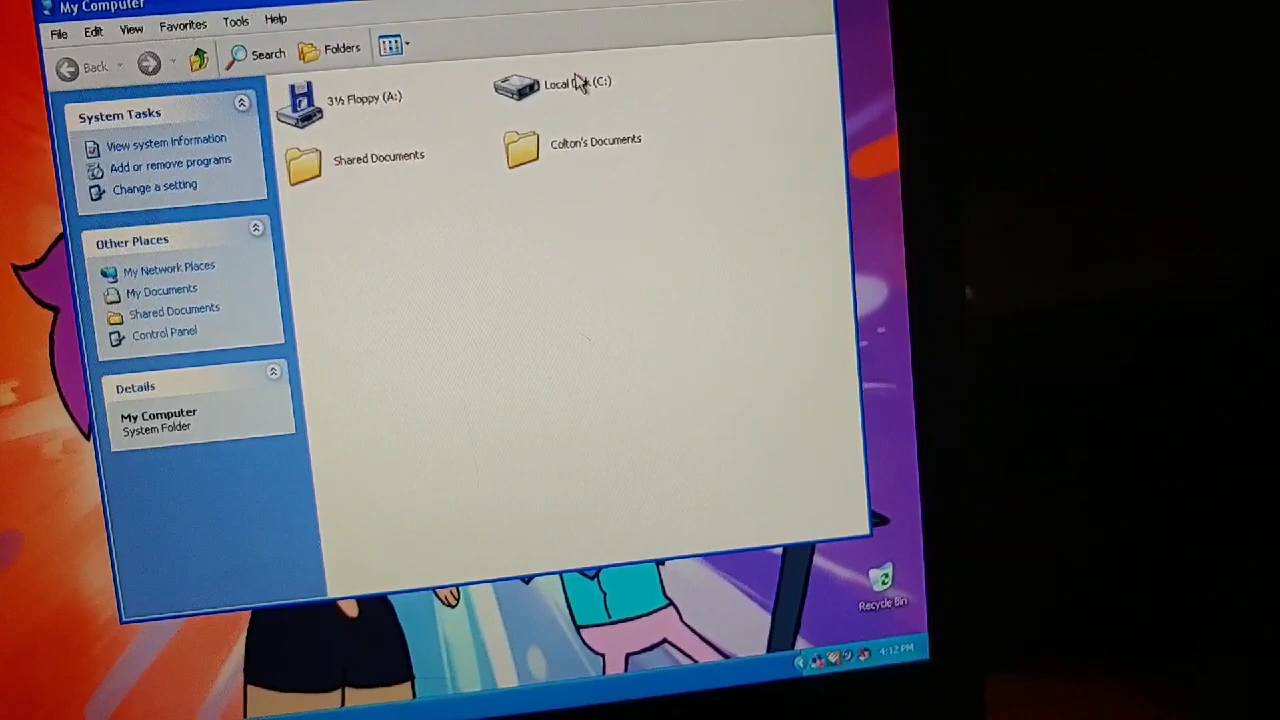 My Computer
File Edit View Favorites Tools Help
Back Search Folders
3½ Floppy (A:) Local (C:)
Shared Documents Colton's Documents
System Tasks
View system information
Add or remove programs
Change a setting
Other Places
My Network Places
My Documents
Shared Documents
Control Panel
Details
My Computer
System Folder
Recycle Bin
4:12 PM